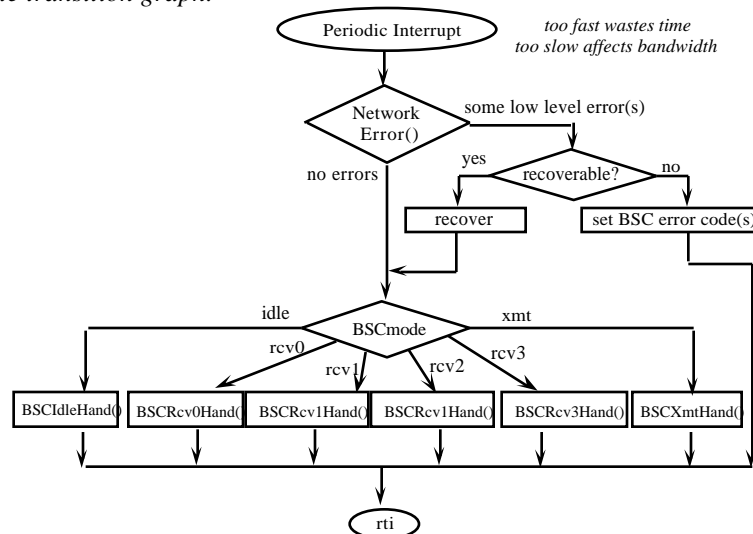 transition graph.
Periodic Interrupt
too fast wastes time
too slow affects bandwidth
Network
Error()
some low level error(s)
no errors
yes
recoverable?
no
recover
set BSC error code(s)
idle
BSCmode
xmt
rcv0
rcv1
rcv2
rcv3
BSCIdleHand()
BSCRcv0Hand()
BSCRcv1Hand()
BSCRcv1Hand()
BSCRcv3Hand()
BSCXmtHand()
rti